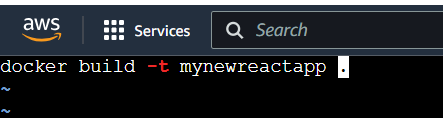 aws
Services
Search
docker build -t mynewreactapp .
~
~